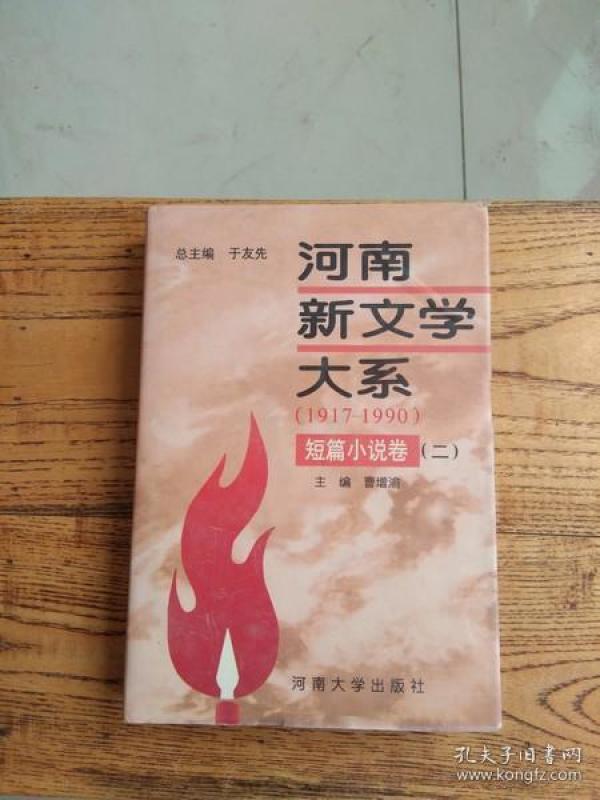 总主编 于友先
河南
新文学
大系
(1917-1990)
短篇小说卷(二)
主 编 曹增渝
河南大学出版社
孔夫子旧书网
www.kongfz.com